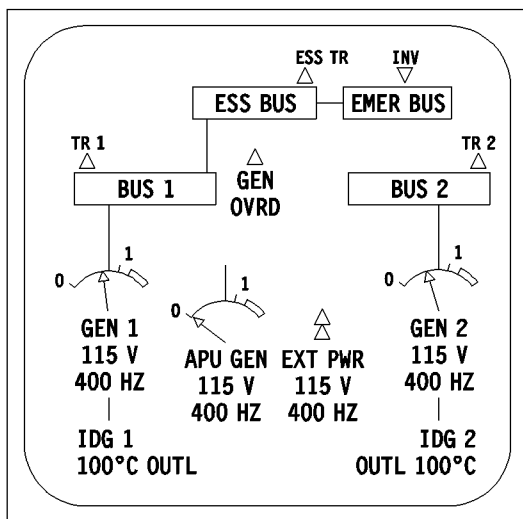 ESS TR INV
ESS BUS EMER BUS
TR 1 TR 2
BUS 1 GEN BUS 2
OVRD
0 1 0 1 0 1
GEN 1
115 V
400 HZ
APU GEN
115 V
400 HZ
EXT PWR
115 V
400 HZ
GEN 2
115 V
400 HZ
IDG 1
100°C OUTL
IDG 2
OUTL 100°C